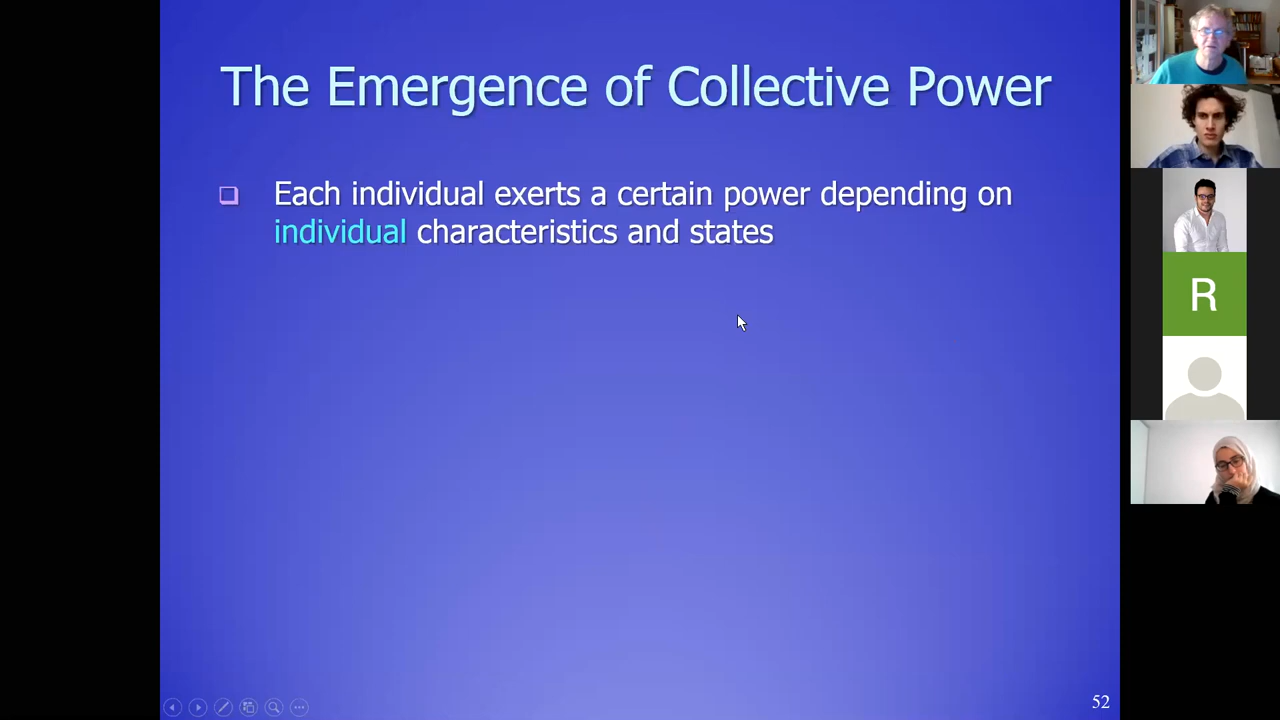 The Emergence of Collective Power
Each individual exerts a certain power depending on
individual characteristics and states
R
52